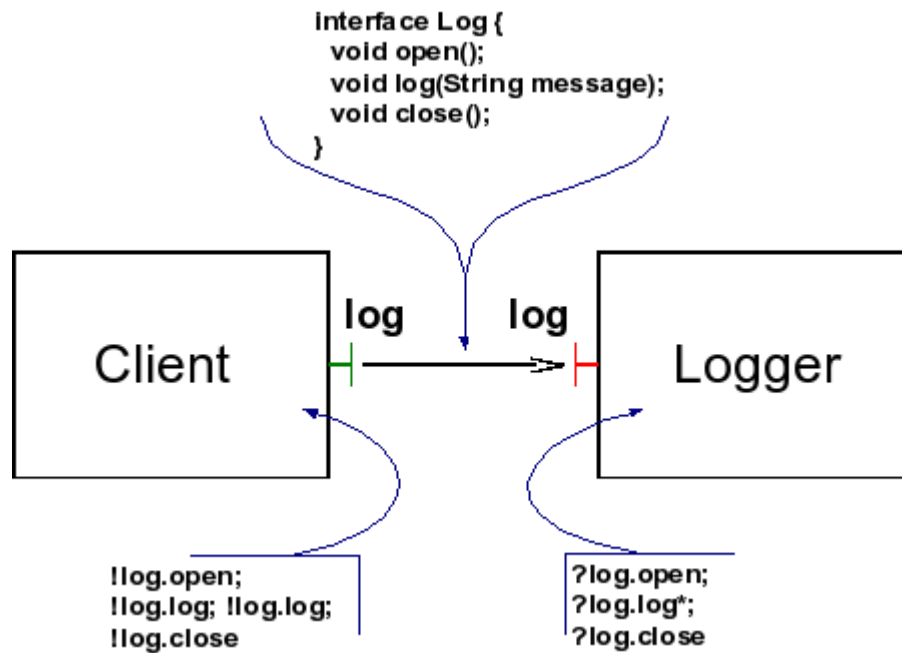 interface Log {
void open();
void log(String message);
void close();
}
log
log
Client
Logger
!log.open;
!log.log; !log.log;
!log.close
?log.open;
?log.log*;
?log.close